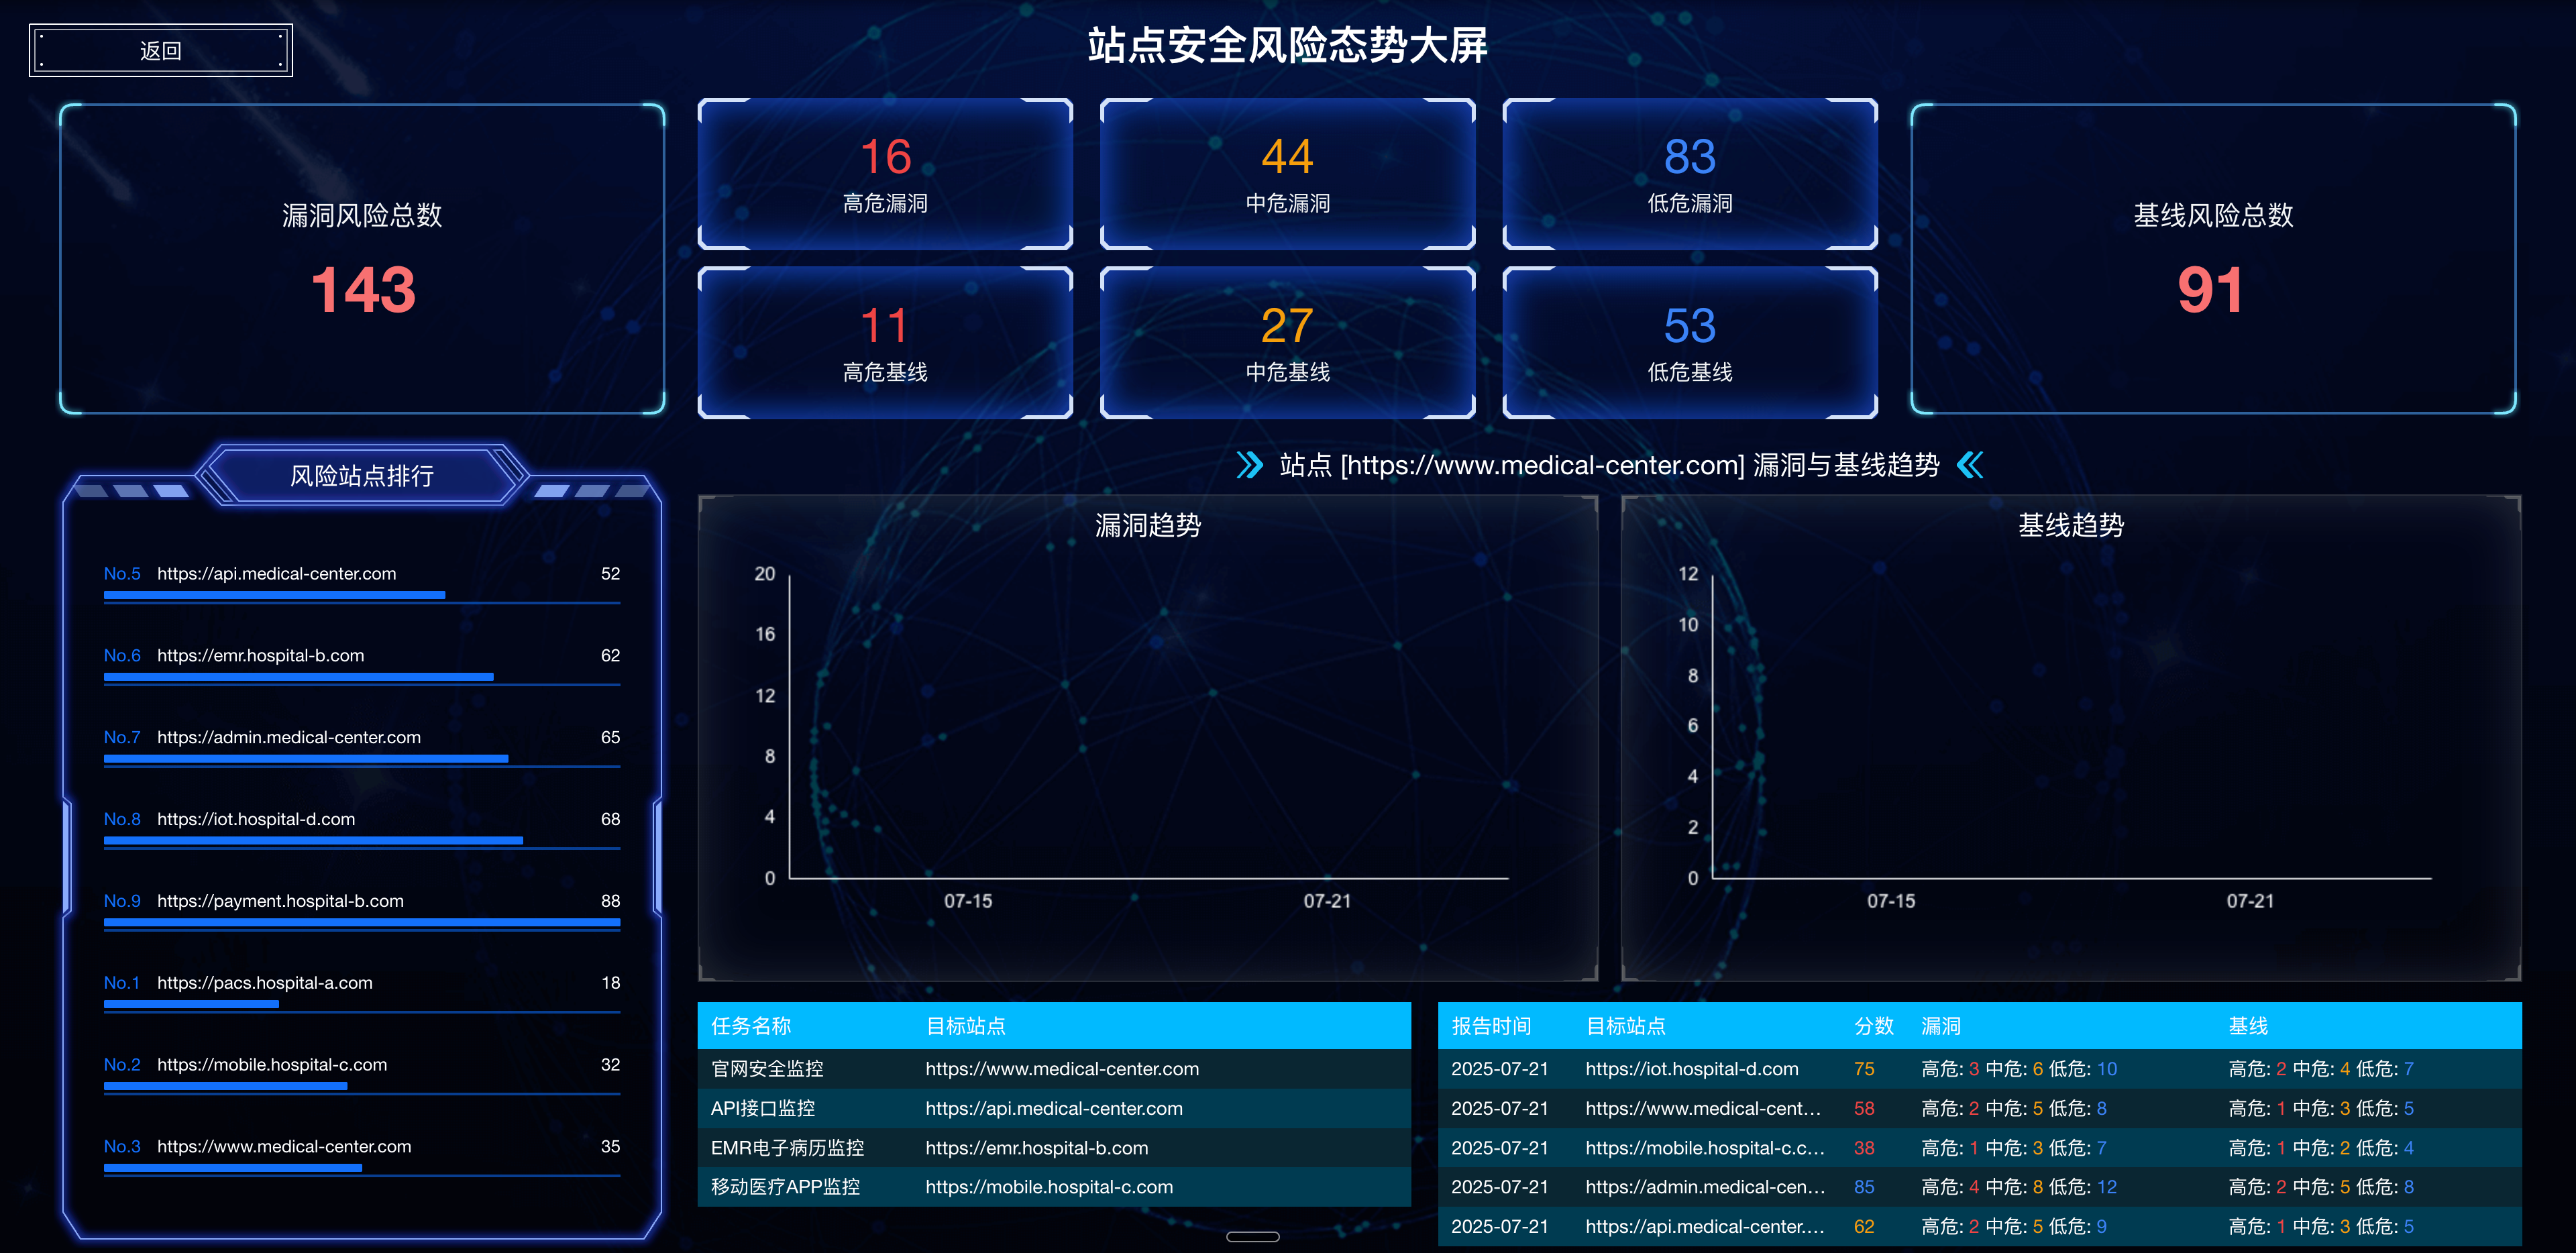 返回
站点安全风险态势大屏
漏洞风险总数
143
16
高危漏洞
44
中危漏洞
83
低危漏洞
11
高危基线
27
中危基线
53
低危基线
基线风险总数
91
风险站点排行
No.5 https://api.medical-center.com 52
No.6 https://emr.hospital-b.com 62
No.7 https://admin.medical-center.com 65
No.8 https://iot.hospital-d.com 68
No.9 https://payment.hospital-b.com 88
No.1 https://pacs.hospital-a.com 18
No.2 https://mobile.hospital-c.com 32
No.3 https://www.medical-center.com 35
站点 [https://www.medical-center.com] 漏洞与基线趋势
漏洞趋势
20
16
12
8
4
0
07-15 07-21
基线趋势
12
10
8
6
4
2
0
07-15 07-21
任务名称 目标站点
官网安全监控 https://www.medical-center.com
API接口监控 https://api.medical-center.com
EMR电子病历监控 https://emr.hospital-b.com
移动医疗APP监控 https://mobile.hospital-c.com
报告时间 目标站点 分数 漏洞 基线
2025-07-21 https://iot.hospital-d.com 75 高危: 3 中危: 6 低危: 10 高危: 2 中危: 4 低危: 7
2025-07-21 https://www.medical-cent... 58 高危: 2 中危: 5 低危: 8 高危: 1 中危: 3 低危: 5
2025-07-21 https://mobile.hospital-c.c... 38 高危: 1 中危: 3 低危: 7 高危: 1 中危: 2 低危: 4
2025-07-21 https://admin.medical-cen... 85 高危: 4 中危: 8 低危: 12 高危: 2 中危: 5 低危: 8
2025-07-21 https://api.medical-center.... 62 高危: 2 中危: 5 低危: 9 高危: 1 中危: 3 低危: 5